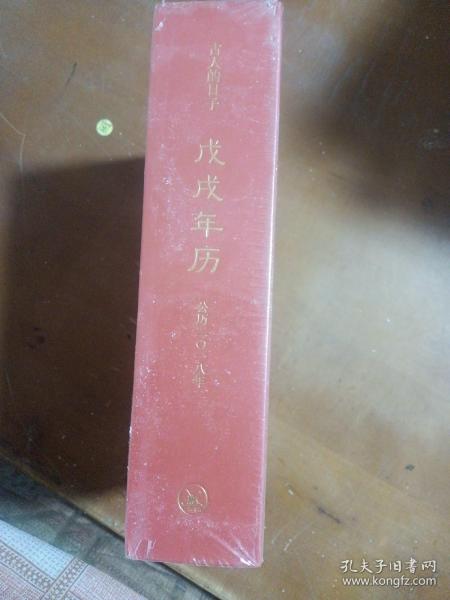 古人的日子
戊戌年历
公历二〇一八年
孔夫子旧书网
www.kongfz.com